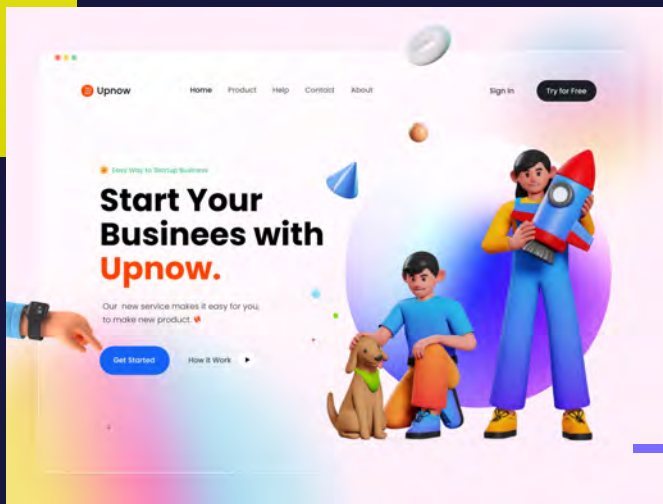 Upnow
Home Product Help Contact About
Sign In
Try for Free
Easy Way to Startup Business
Start Your
Businees with
Upnow.
Our new service makes it easy for you,
to make new product.
Get Started
How it Work